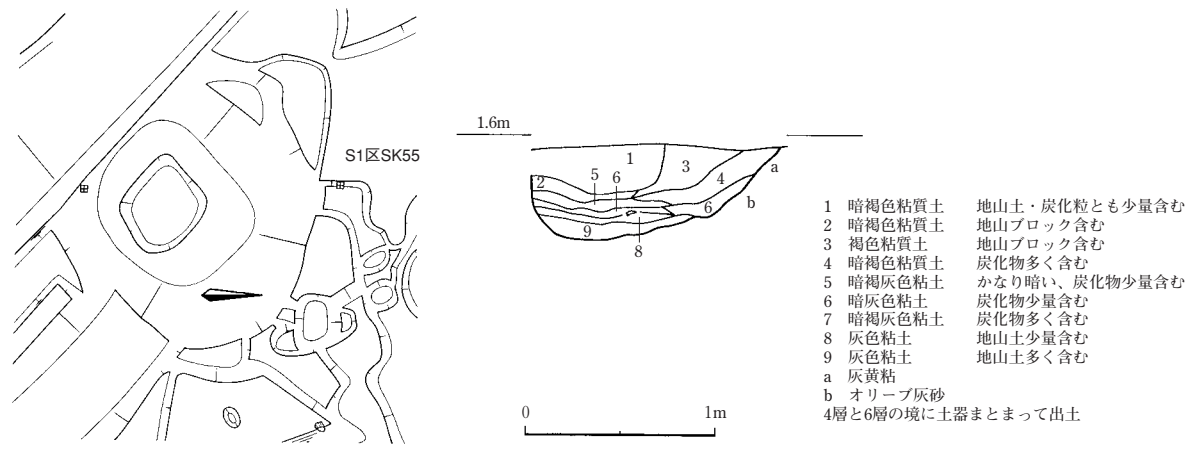 S1区SK55
1.6m
1
2
3
4
5
6
6
8
9
a
b
1 暗褐色粘質土 地山土・炭化粒とも少量含む
2 暗褐色粘質土 地山ブロック含む
3 褐色粘質土 地山ブロック含む
4 暗褐色粘質土 炭化物多く含む
5 暗褐灰色粘土 かなり暗い、炭化物少量含む
6 暗灰色粘土 炭化物少量含む
7 暗褐灰色粘土 炭化物多く含む
8 灰色粘土 地山土少量含む
9 灰色粘土 地山土多く含む
a 灰黄粘
b オリーブ灰砂
4層と6層の境に土器まとまって出土
0 1m